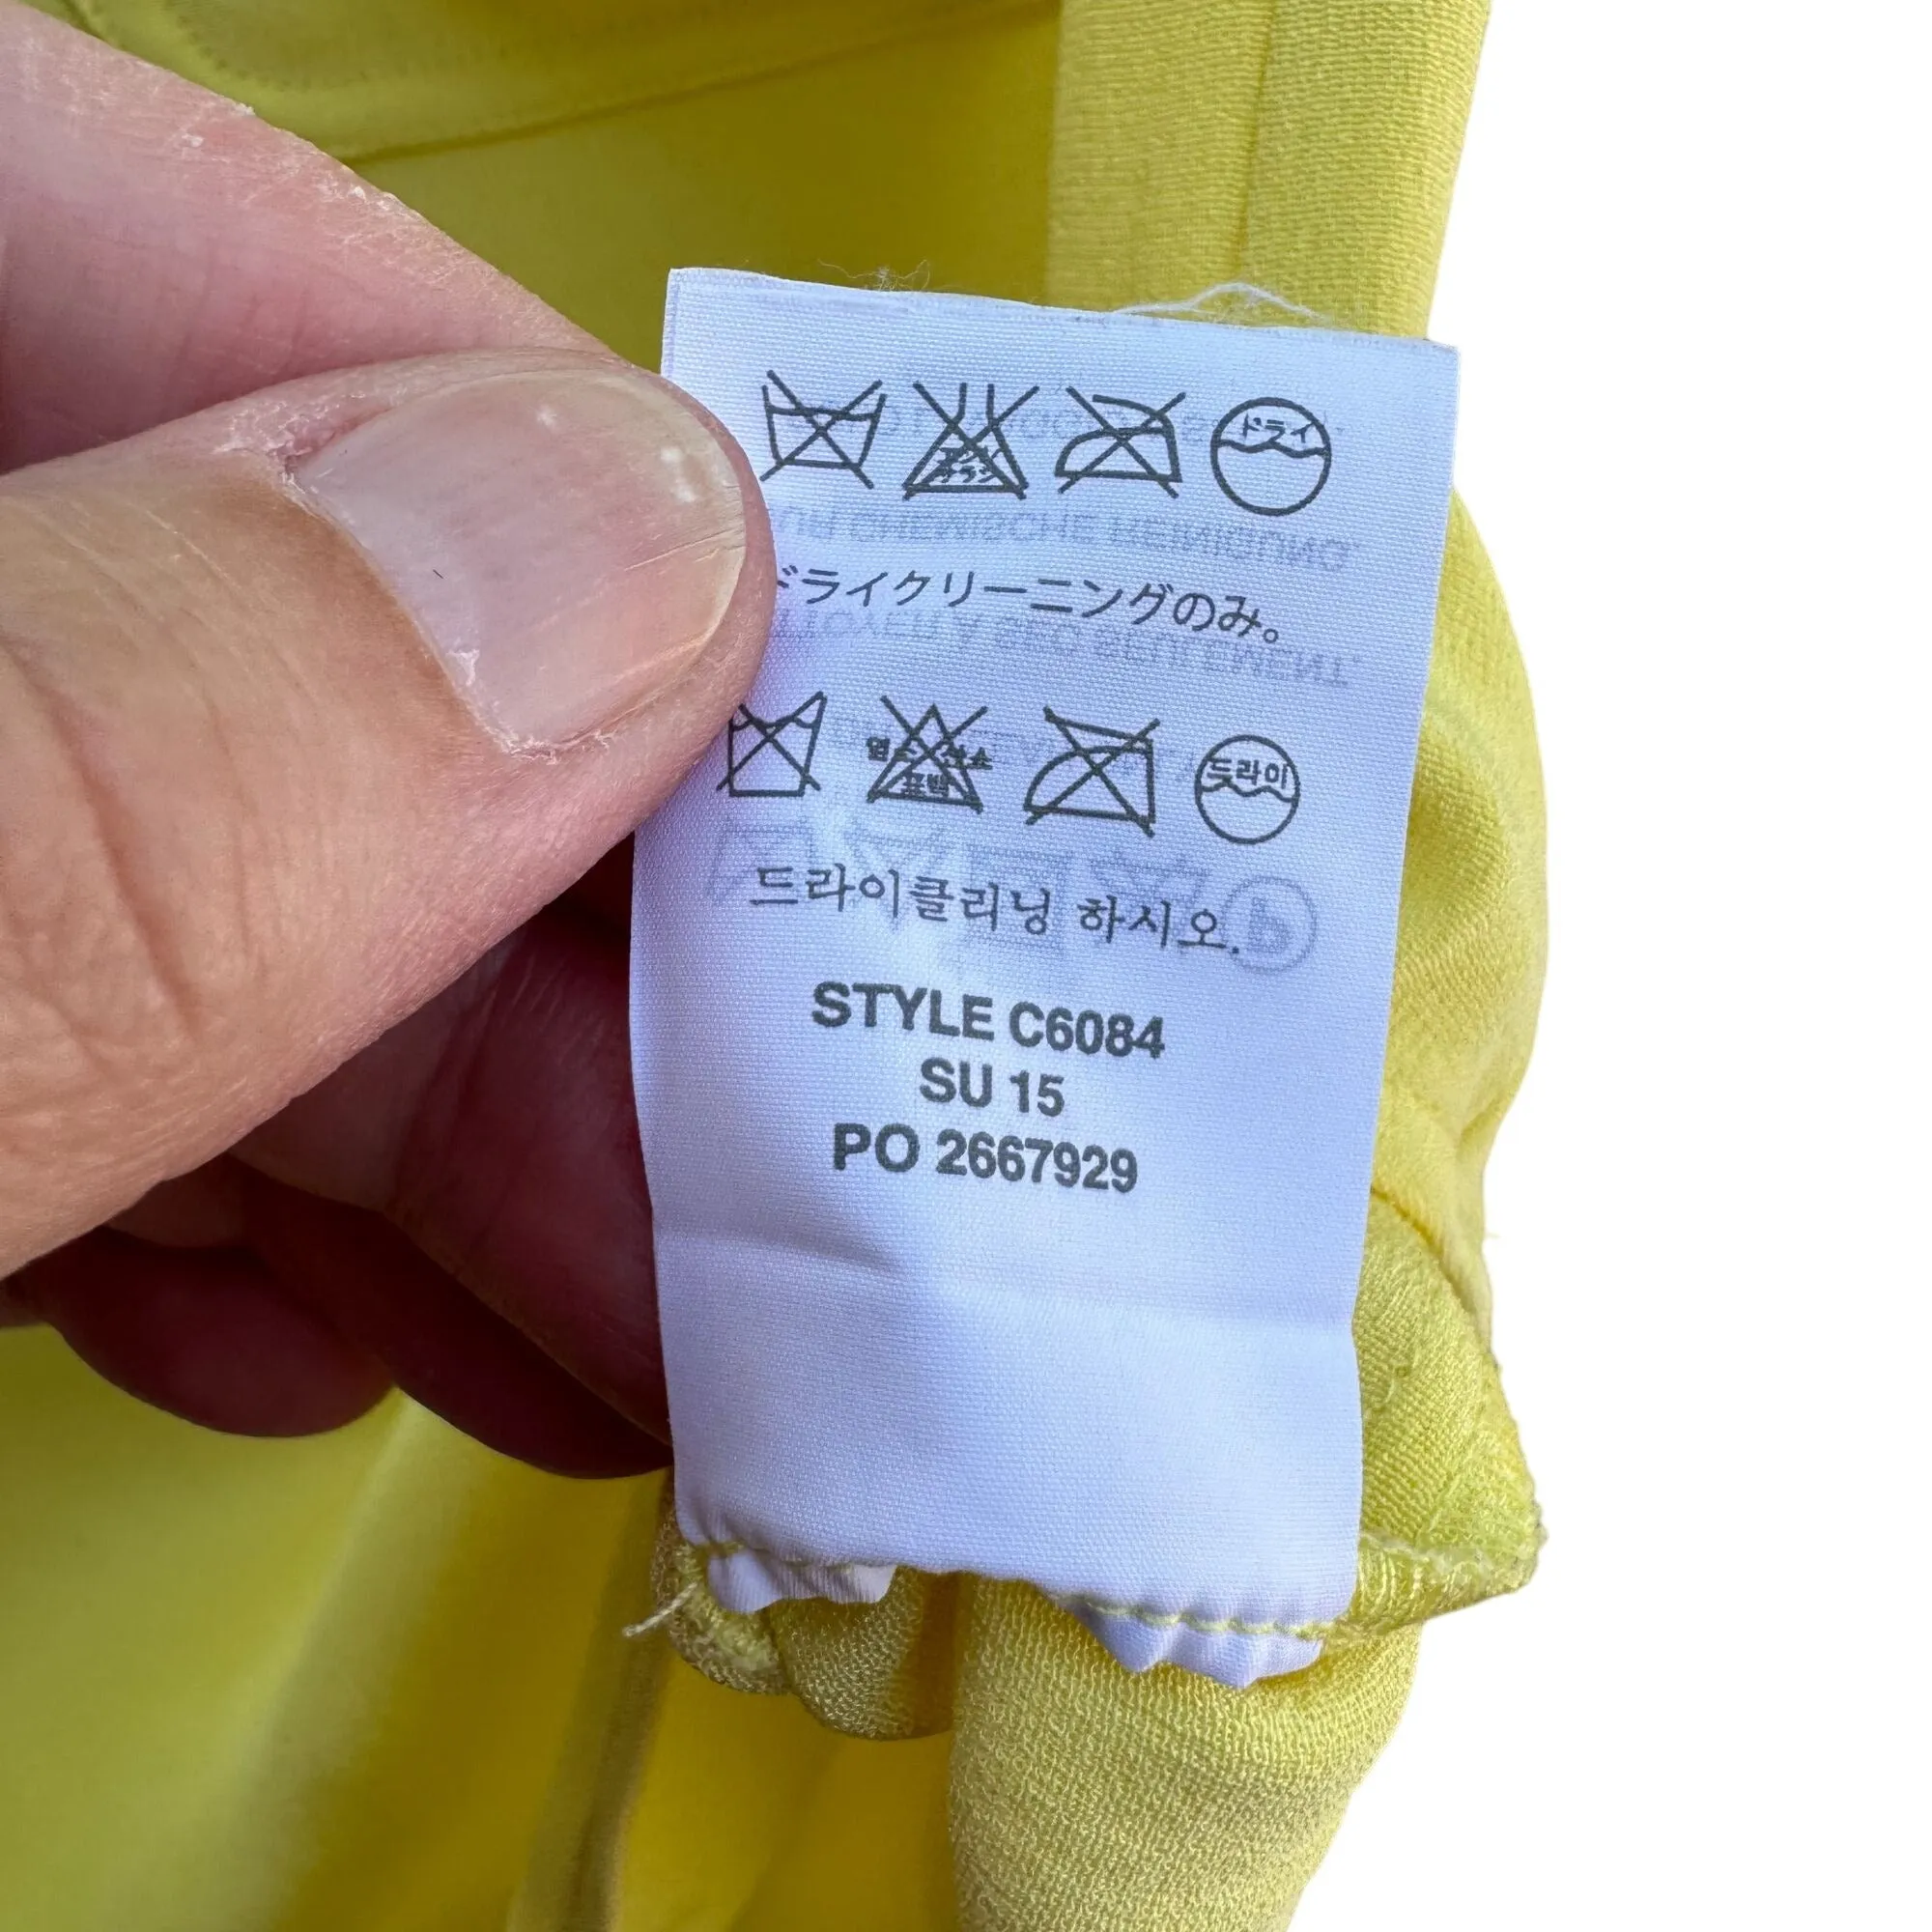 ドライ
ドライクリーニングのみ。
드라이
드라이클리닝 하시오.
STYLE C6084
SU 15
PO 2667929